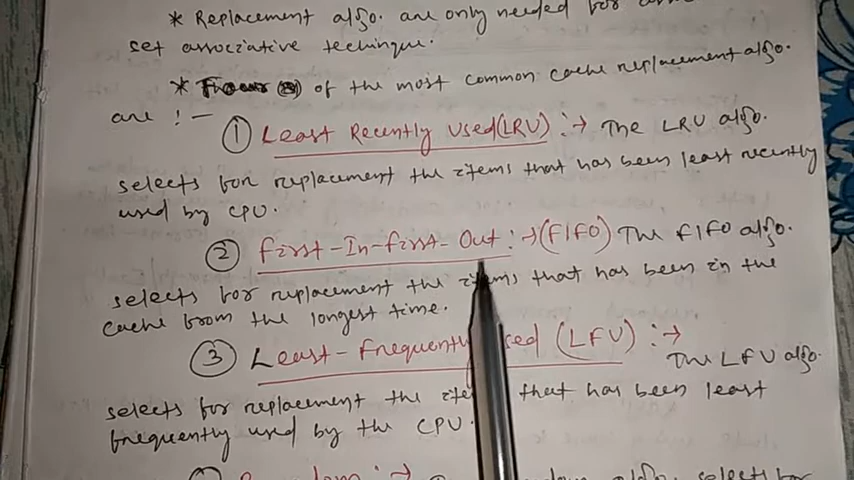 * Replacement algo. are only needed for
set associative techinque.
* of the most common cache replacement algo.
are : -
① Least Recently Used(LRU) :→ The LRU algo.
selects for replacement the items that has been least recently
used by CPU.
② First-In-first-Out :→ (FIFO) The FIFO algo.
selects for replacement the items that has been in the
cache from the longest time.
③ Least-Frequently Used (LFU) :→
The LFU algo.
selects for replacement the that has been least
frequently used by the CPU.
:→ algo. selects for